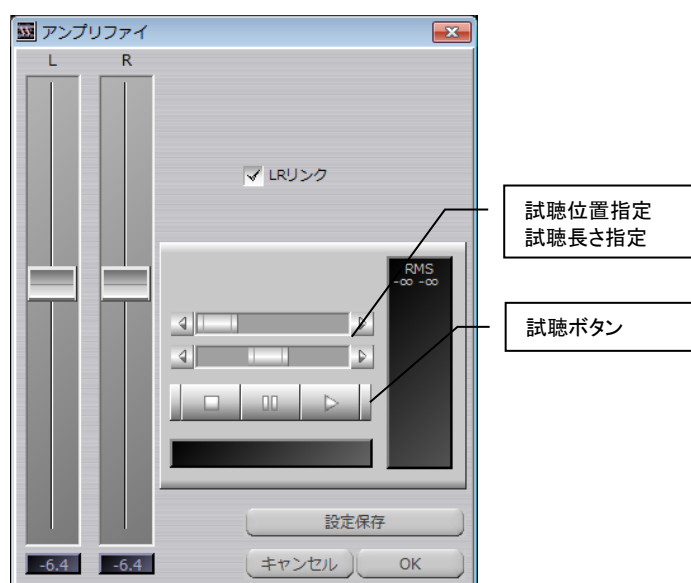 アンプリファイ
L R
LRリンク
試聴位置指定
試聴長さ指定
RMS
-∞ -∞
試聴ボタン
設定保存
-6.4 -6.4
キャンセル OK